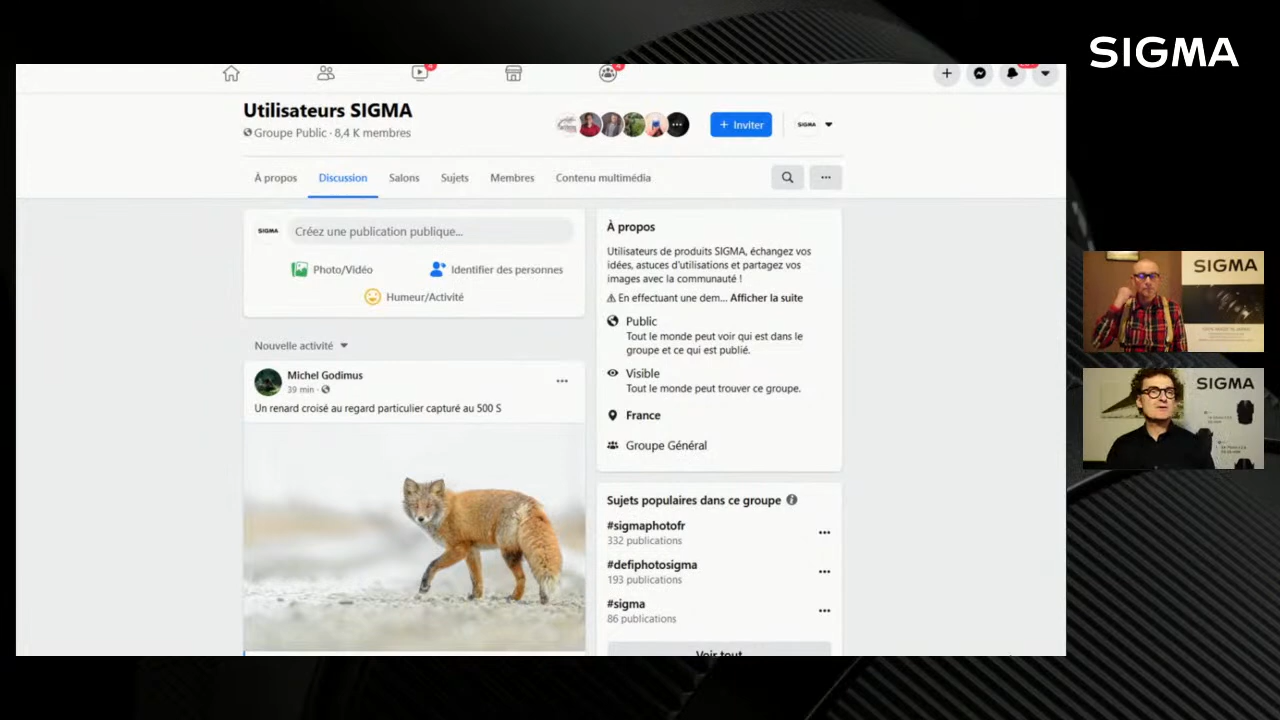 SIGMA
Utilisateurs SIGMA
Groupe Public · 8,4 K membres
+ Inviter
SIGMA
À propos
Discussion
Salons
Sujets
Membres
Contenu multimédia
SIGMA
Créez une publication publique...
Photo/Vidéo
Identifier des personnes
Humeur/Activité
Nouvelle activité
Michel Godimus
39 min ·
Un renard croisé au regard particulier capturé au 500 S
À propos
Utilisateurs de produits SIGMA, échangez vos
idées, astuces d'utilisations et partagez vos
images avec la communauté !
⚠ En effectuant une dem... Afficher la suite
Public
Tout le monde peut voir qui est dans le
groupe et ce qui est publié.
Visible
Tout le monde peut trouver ce groupe.
France
Groupe Général
Sujets populaires dans ce groupe
#sigmaphotofr
332 publications
#defiphotosigma
193 publications
#sigma
86 publications
Voir tout
SIGMA
SIGMA